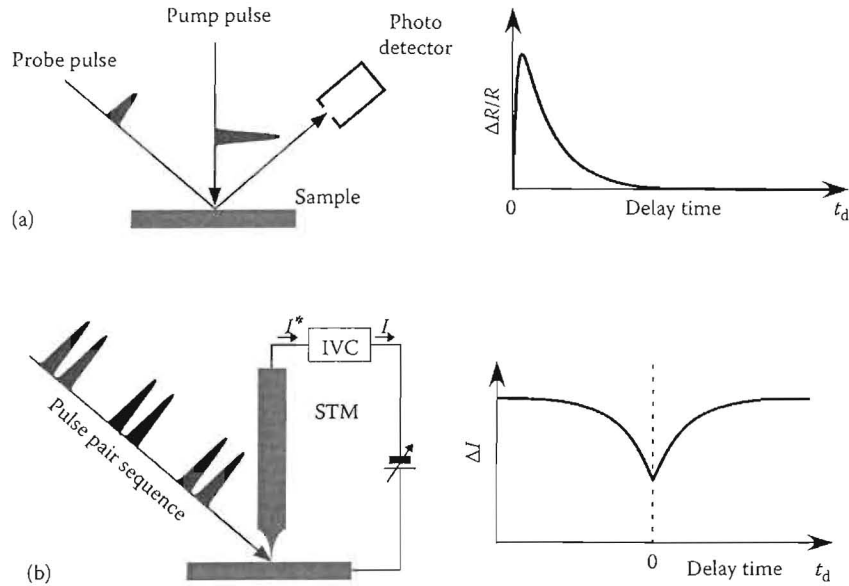 Pump pulse
Photo
detector
Probe pulse
Sample
(a)
ΔR/R
0
Delay time
t_d
I*
I
IVC
STM
Pulse pair sequence
(b)
ΔI
0
Delay time
t_d